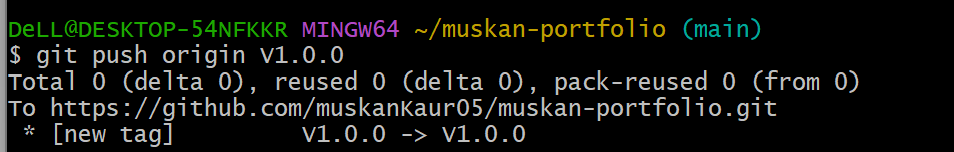 DeLL@DESKTOP-54NFKKR MINGW64 ~/muskan-portfolio (main)
$ git push origin V1.0.0
Total 0 (delta 0), reused 0 (delta 0), pack-reused 0 (from 0)
To https://github.com/muskanKaur05/muskan-portfolio.git
 * [new tag]         V1.0.0 -> V1.0.0